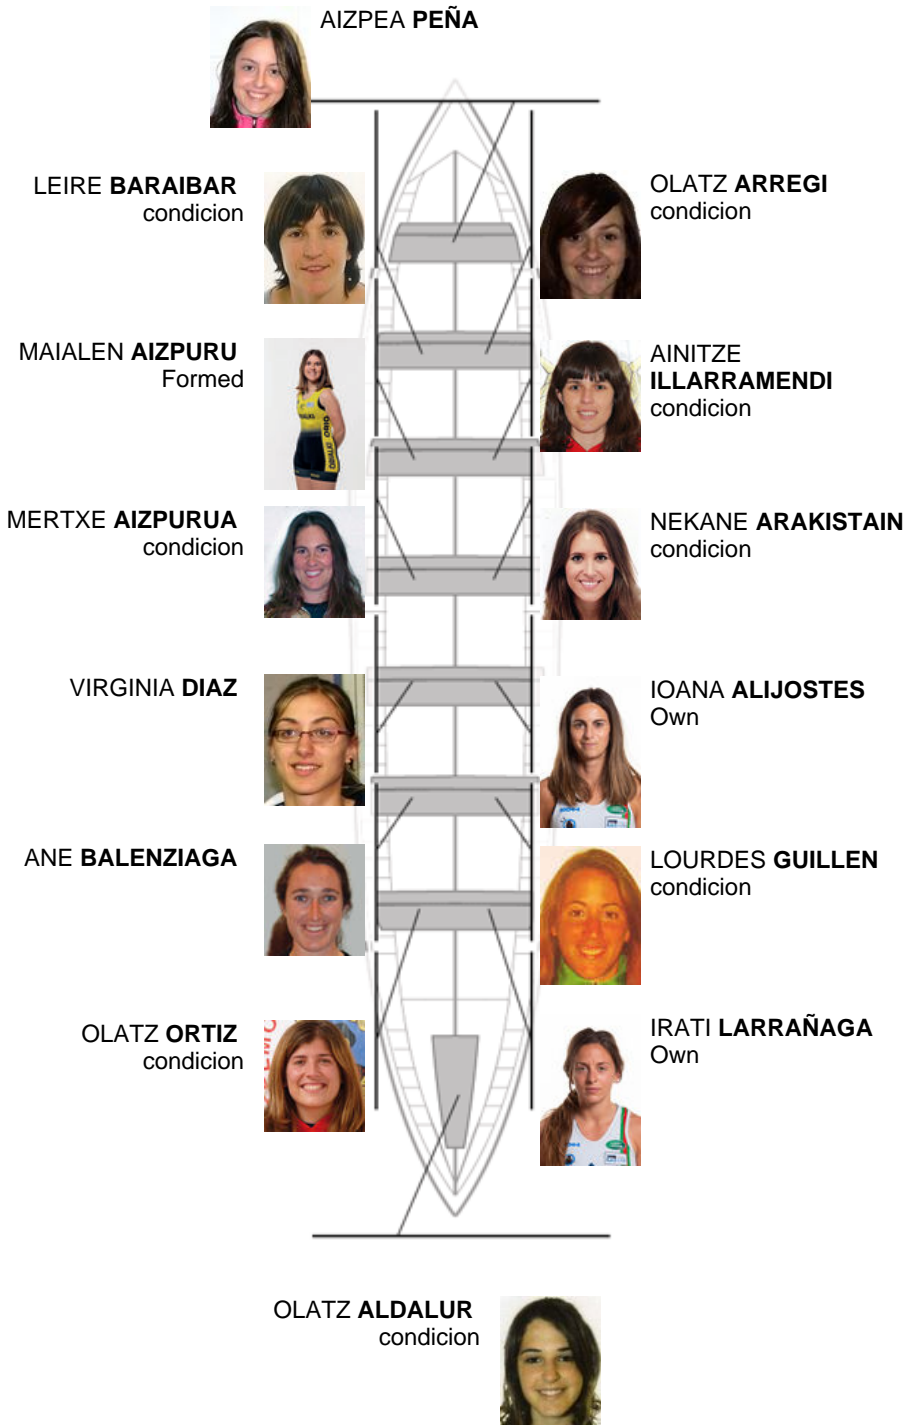 AIZPEA PEÑA
LEIRE BARAIBAR
condicion
OLATZ ARREGI
condicion
MAIALEN AIZPURU
Formed
AINITZE
ILLARRAMENDI
condicion
MERTXE AIZPURUA
condicion
NEKANE ARAKISTAIN
condicion
VIRGINIA DIAZ
IOANA ALIJOSTES
Own
ANE BALENZIAGA
LOURDES GUILLEN
condicion
OLATZ ORTIZ
condicion
IRATI LARRAÑAGA
Own
OLATZ ALDALUR
condicion